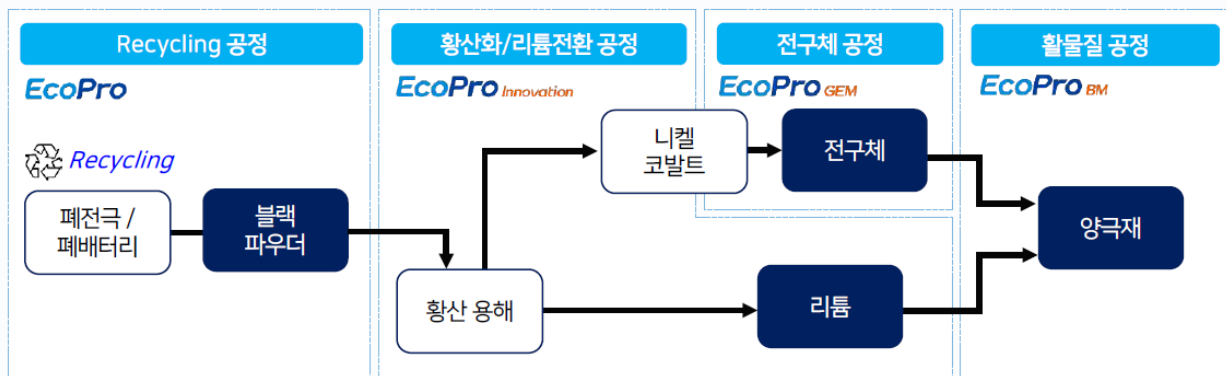 Recycling 공정
황산화/리튬전환 공정
전구체 공정
활물질 공정
EcoPro
EcoPro Innovation
EcoPro GEM
EcoPro BM
Recycling
폐전극 /
폐배터리
블랙
파우더
황산 용해
니켈
코발트
전구체
리튬
양극재